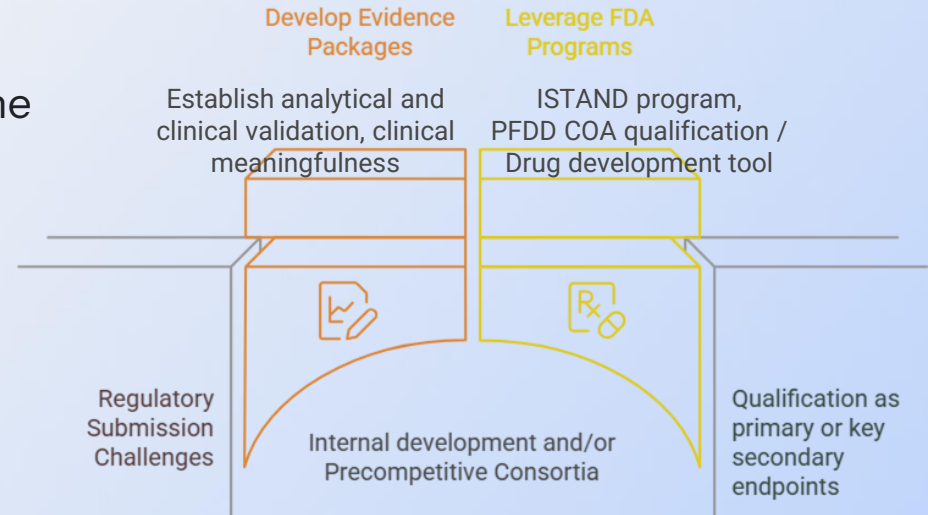 Develop Evidence
Packages
Leverage FDA
Programs
ne
Establish analytical and
clinical validation, clinical
meaningfulness
ISTAND program,
PFDD COA qualification /
Drug development tool
Rx
Regulatory
Submission
Challenges
Internal development and/or
Precompetitive Consortia
Qualification as
primary or key
secondary
endpoints